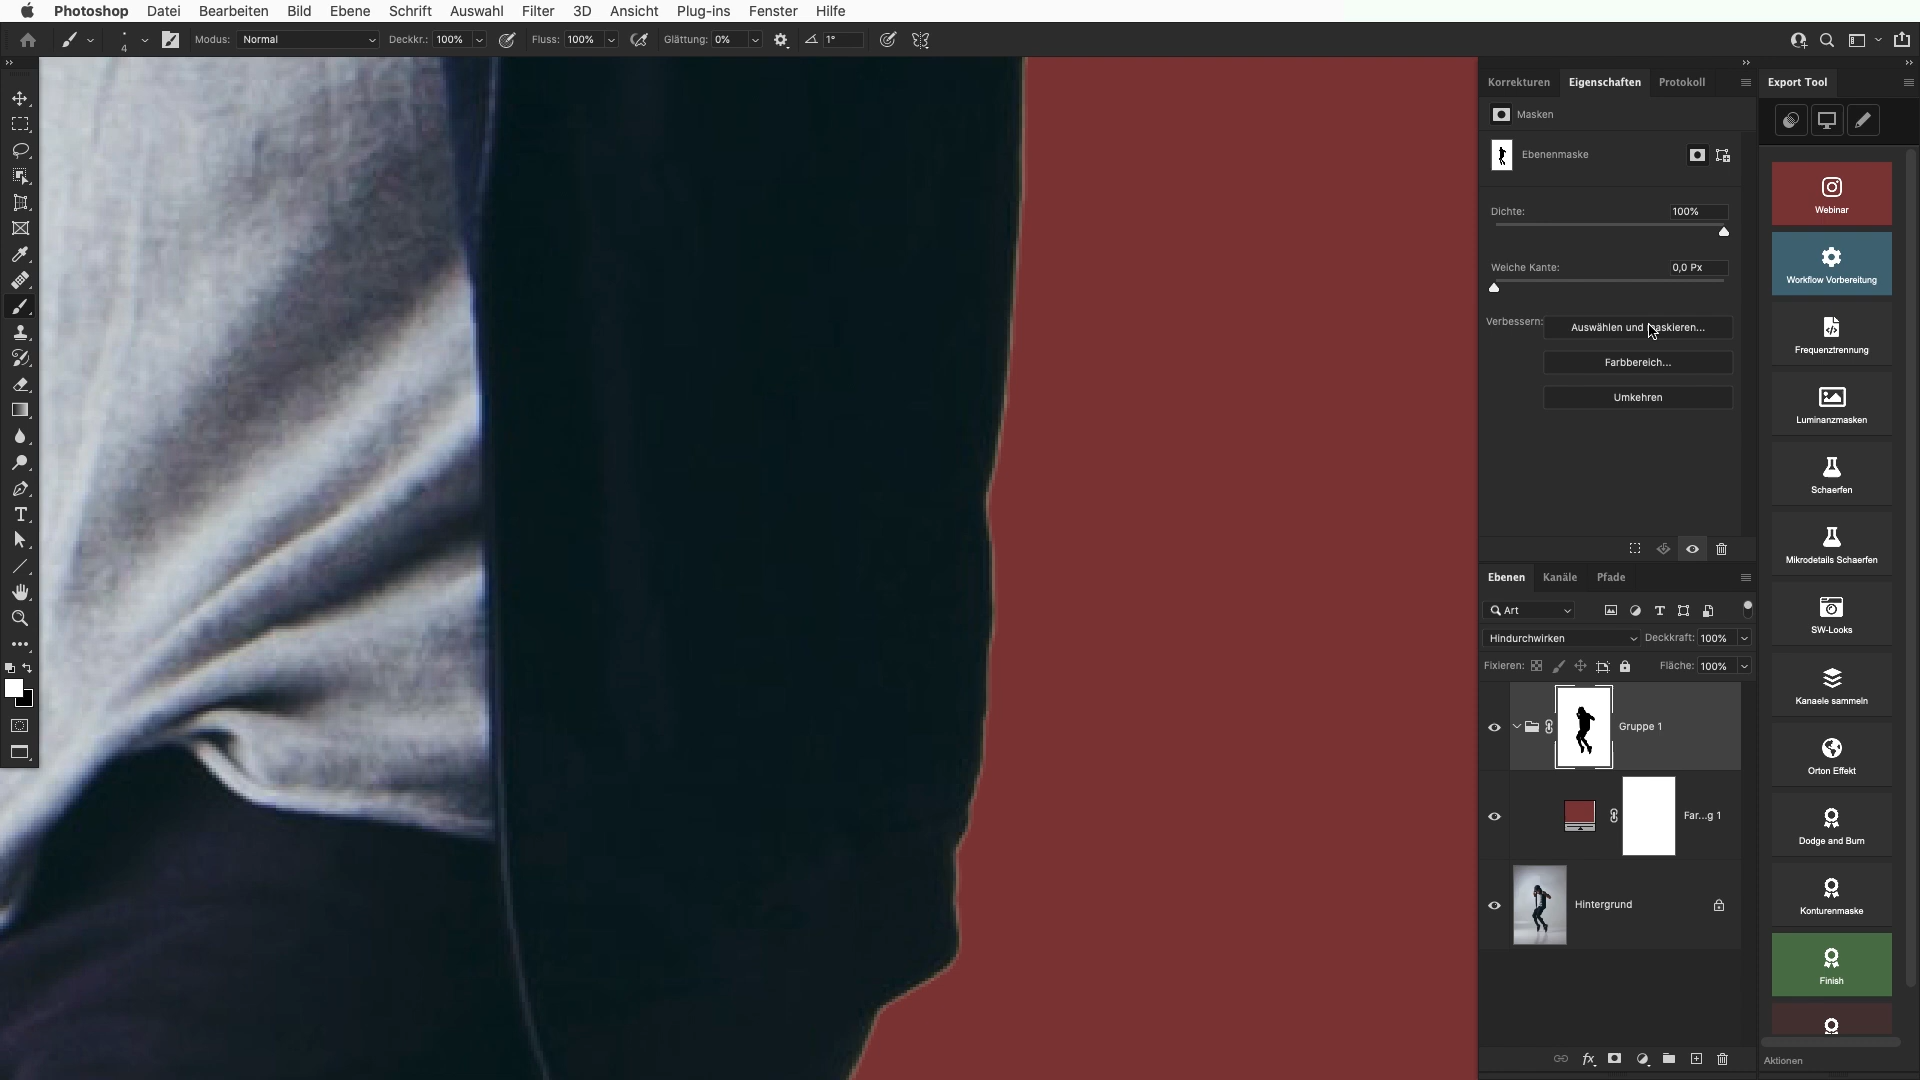 Photoshop Datei Bearbeiten Bild Ebene Schrift Auswahl Filter 3D Ansicht Plug-ins Fenster Hilfe
4 Modus: Normal Deckkr.: 100% Fluss: 100% Glättung: 0% 1°
Korrekturen Eigenschaften Protokoll
Masken
Ebenenmaske
Dichte: 100%
Weiche Kante: 0,0 Px
Verbessern: Auswählen und maskieren...
Farbbereich...
Umkehren
Ebenen Kanäle Pfade
Art
Hindurchwirken Deckkraft: 100%
Fixieren: Fläche: 100%
Gruppe 1
Far...g 1
Hintergrund
fx
Export Tool
Webinar
Workflow Vorbereitung
Frequenztrennung
Luminanzmasken
Schaerfen
Mikrodetails Schaerfen
SW-Looks
Kanaele sammeln
Orton Effekt
Dodge and Burn
Konturenmaske
Finish
Aktionen